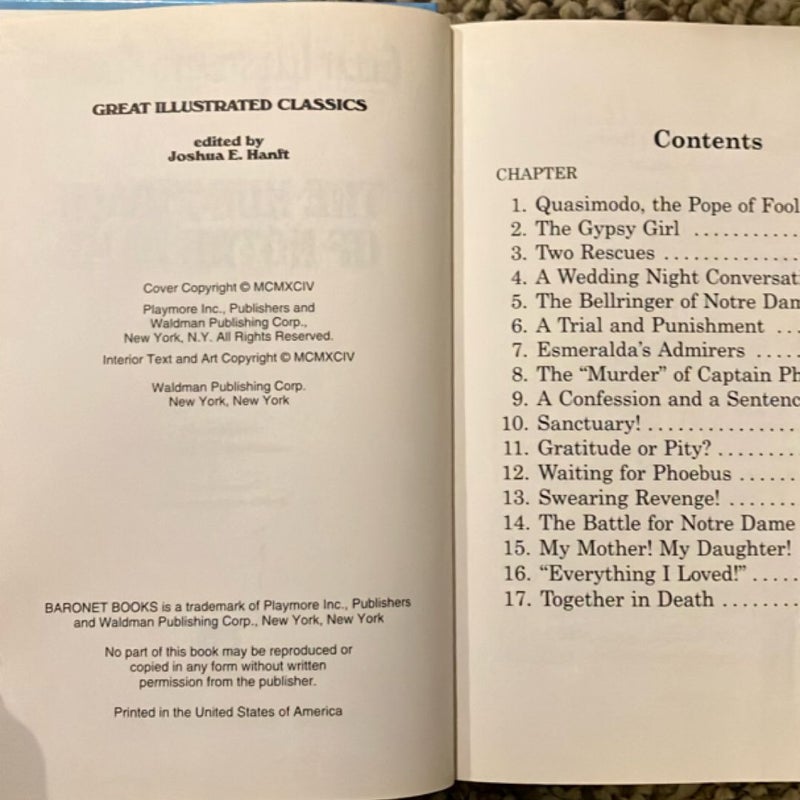 GREAT ILLUSTRATED CLASSICS
edited by
Joshua E. Hanft
Cover Copyright © MCMXCIV
Playmore Inc., Publishers and
Waldman Publishing Corp.,
New York, N.Y. All Rights Reserved.
Interior Text and Art Copyright © MCMXCIV
Waldman Publishing Corp.
New York, New York
BARONET BOOKS is a trademark of Playmore Inc., Publishers
and Waldman Publishing Corp., New York, New York
No part of this book may be reproduced or
copied in any form without written
permission from the publisher.
Printed in the United States of America
Contents
CHAPTER
1. Quasimodo, the Pope of Fool
2. The Gypsy Girl ...........
3. Two Rescues .............
4. A Wedding Night Conversati
5. The Bellringer of Notre Dam
6. A Trial and Punishment ...
7. Esmeralda's Admirers .....
8. The “Murder” of Captain Ph
9. A Confession and a Sentenc
10. Sanctuary! ...............
11. Gratitude or Pity? ........
12. Waiting for Phoebus ......
13. Swearing Revenge! .......
14. The Battle for Notre Dame
15. My Mother! My Daughter!
16. “Everything I Loved!” .....
17. Together in Death ........